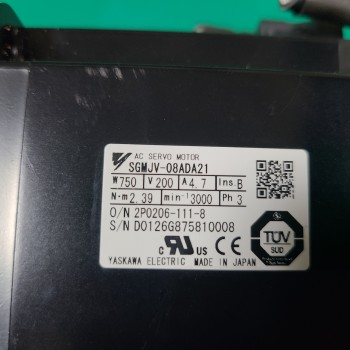 AC SERVO MOTOR
SGMJV-08ADA21
W 750 V 200 A 4.7 Ins. B
N·m 2.39 min⁻¹ 3000 Ph 3
O/N 2P0206-111-8
S/N D0126G875810008
c UL us CE
TÜV
SÜD
YASKAWA ELECTRIC MADE IN JAPAN